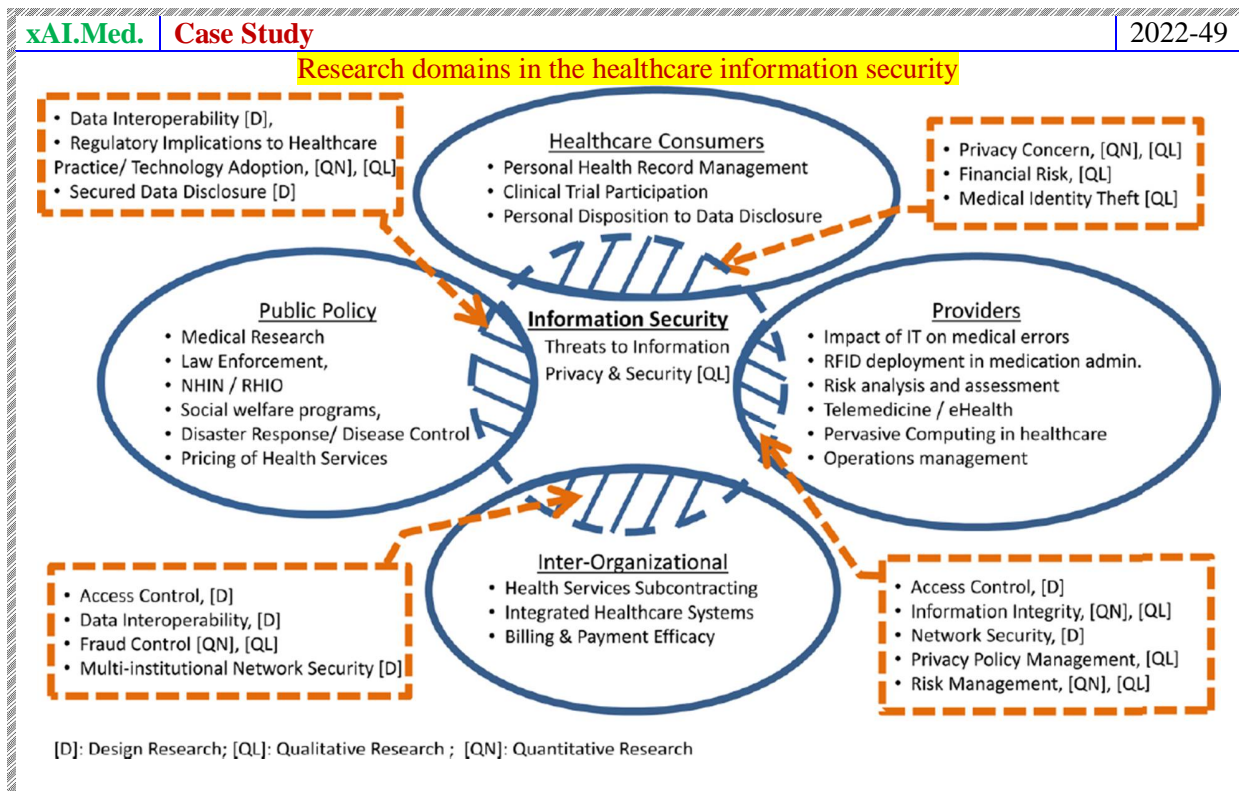 xAI.Med. Case Study 2022-49
Research domains in the healthcare information security
• Data Interoperability [D],
• Regulatory Implications to Healthcare
Practice/ Technology Adoption, [QN], [QL]
• Secured Data Disclosure [D]
Healthcare Consumers
• Personal Health Record Management
• Clinical Trial Participation
• Personal Disposition to Data Disclosure
• Privacy Concern, [QN], [QL]
• Financial Risk, [QL]
• Medical Identity Theft [QL]
Public Policy
• Medical Research
• Law Enforcement,
• NHIN / RHIO
• Social welfare programs,
• Disaster Response/ Disease Control
• Pricing of Health Services
Information Security
Threats to Information
Privacy & Security [QL]
Providers
• Impact of IT on medical errors
• RFID deployment in medication admin.
• Risk analysis and assessment
• Telemedicine / eHealth
• Pervasive Computing in healthcare
• Operations management
• Access Control, [D]
• Data Interoperability, [D]
• Fraud Control [QN], [QL]
• Multi-institutional Network Security [D]
Inter-Organizational
• Health Services Subcontracting
• Integrated Healthcare Systems
• Billing & Payment Efficacy
• Access Control, [D]
• Information Integrity, [QN], [QL]
• Network Security, [D]
• Privacy Policy Management, [QL]
• Risk Management, [QN], [QL]
[D]: Design Research; [QL]: Qualitative Research ; [QN]: Quantitative Research